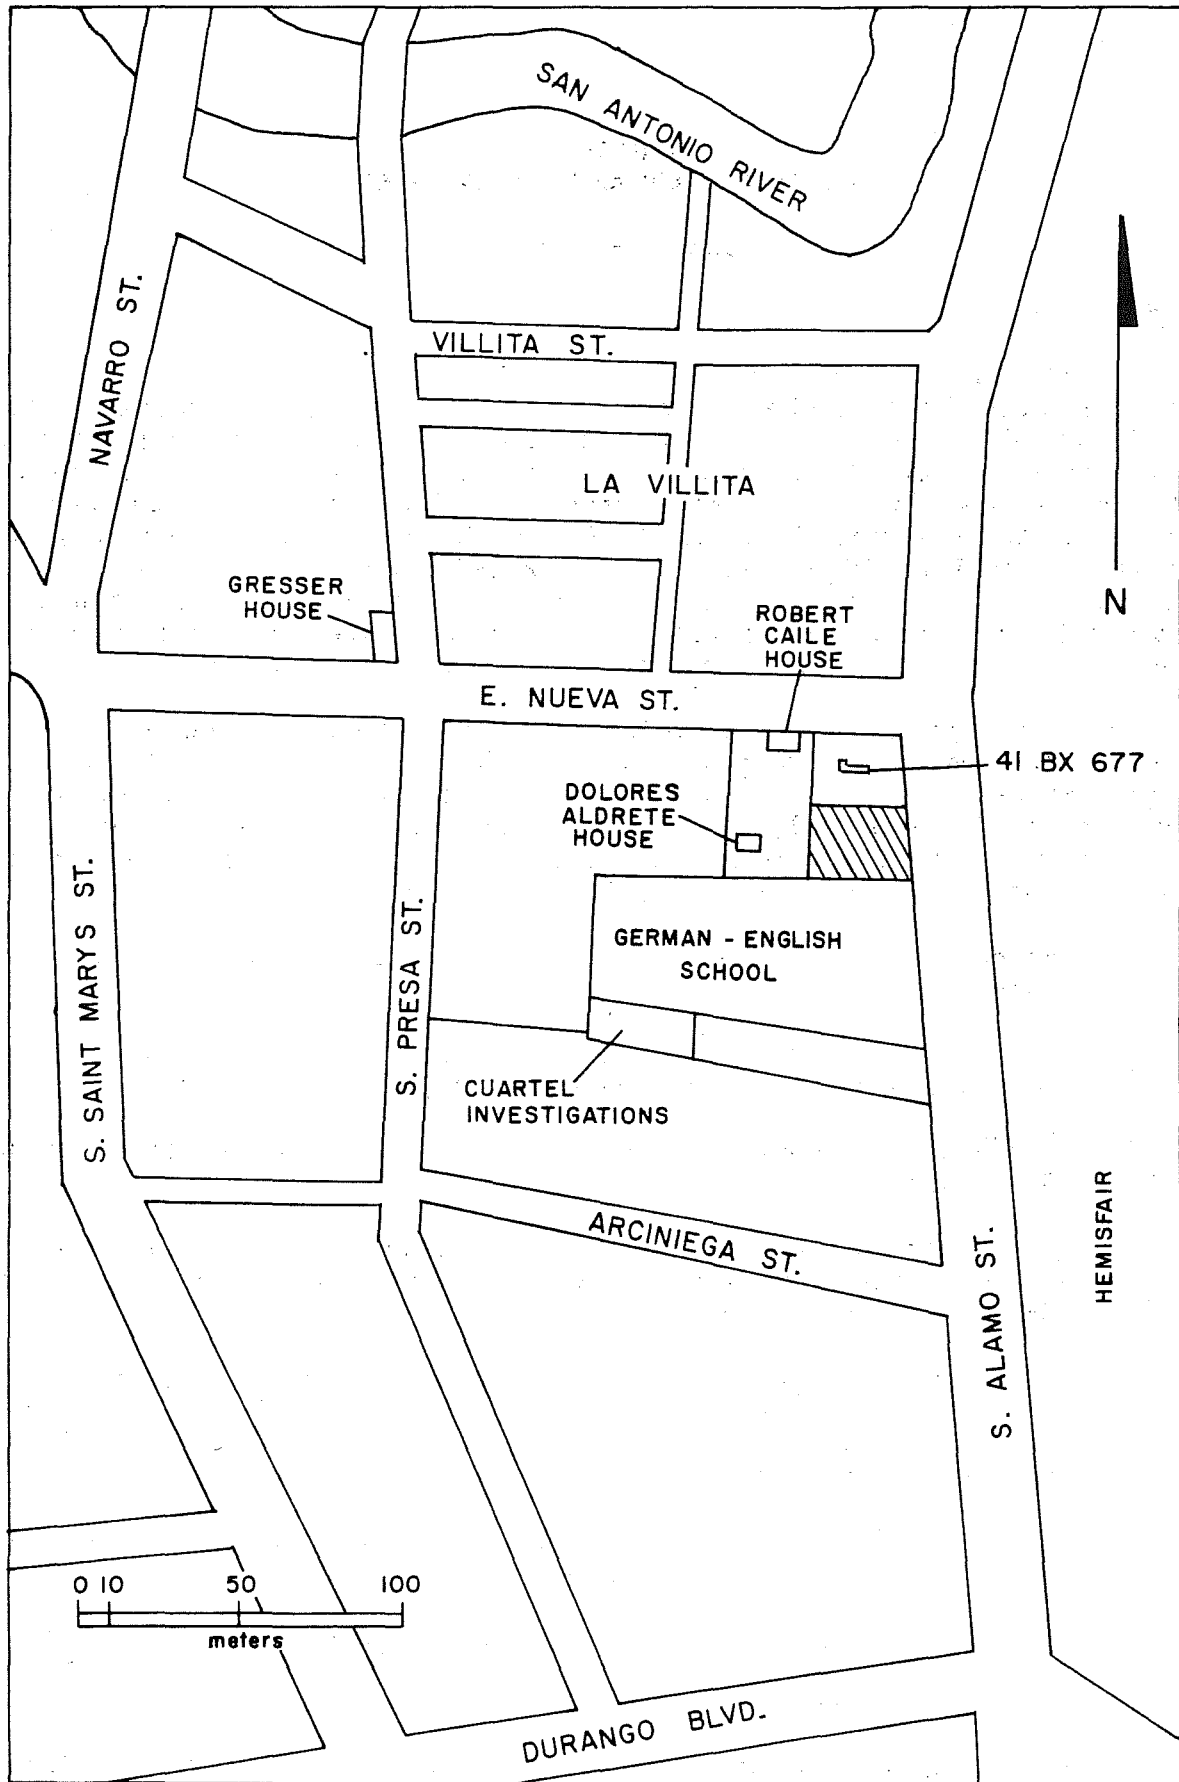 SAN ANTONIO RIVER
NAVARRO ST.
VILLITA ST.
LA VILLITA
N
GRESSER
HOUSE
ROBERT
CAILE
HOUSE
E. NUEVA ST.
41 BX 677
DOLORES
ALDRETE
HOUSE
S. SAINT MARYS ST.
S. PRESA ST.
GERMAN - ENGLISH
SCHOOL
CUARTEL
INVESTIGATIONS
ARCINIEGA ST.
S. ALAMO ST.
HEMISFAIR
0 10 50 100
meters
DURANGO BLVD.